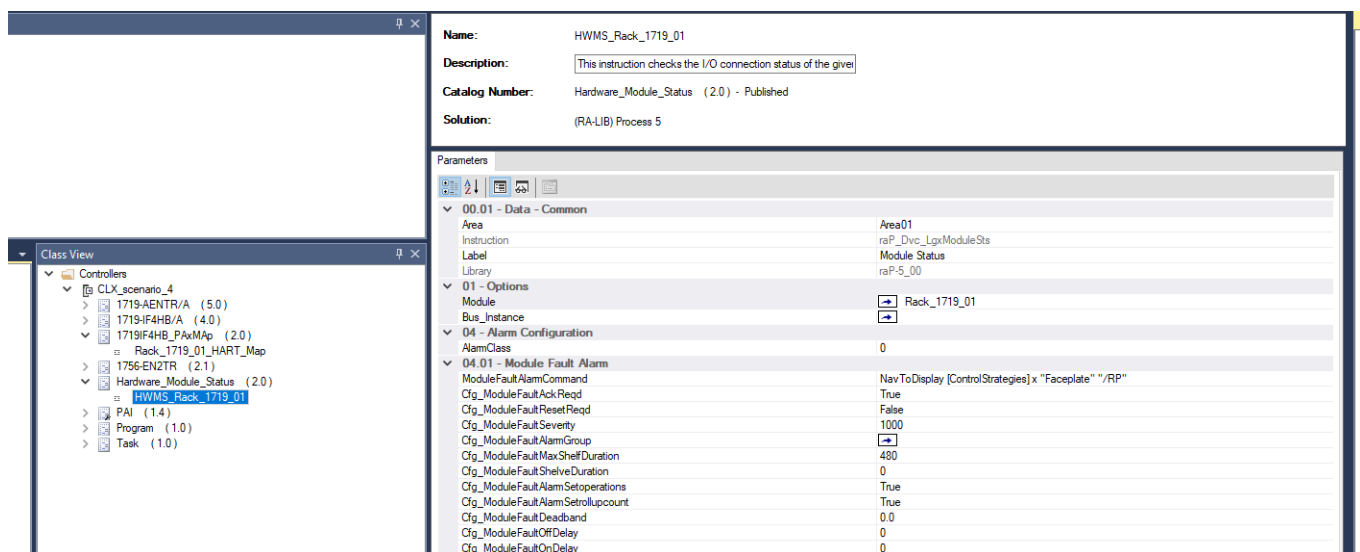 Name: HWMS_Rack_1719_01
Description: This instruction checks the I/O connection status of the give
Catalog Number: Hardware_Module_Status (2.0) - Published
Solution: (RA-LIB) Process 5
Parameters
00.01 - Data - Common
Area Area01
Instruction raP_Dvc_LgxModuleSts
Label Module Status
Library raP-5_00
01 - Options
Module Rack_1719_01
Bus_Instance
04 - Alarm Configuration
AlarmClass 0
04.01 - Module Fault Alarm
ModuleFaultAlarmCommand NavToDisplay [ControlStrategies] x "Faceplate" "/RP"
Cfg_ModuleFaultAckReqd True
Cfg_ModuleFaultResetReqd False
Cfg_ModuleFaultSeverity 1000
Cfg_ModuleFaultAlarmGroup
Cfg_ModuleFaultMaxShelfDuration 480
Cfg_ModuleFaultShelveDuration 0
Cfg_ModuleFaultAlarmSetoperations True
Cfg_ModuleFaultAlarmSetrollupcount True
Cfg_ModuleFaultDeadband 0.0
Cfg_ModuleFaultOffDelay 0
Cfg_ModuleFaultOnDelay 0
Class View
Controllers
CLX_scenario_4
1719-AENTR/A (5.0)
1719-IF4HB/A (4.0)
1719IF4HB_PAxMAp (2.0)
Rack_1719_01_HART_Map
1756-EN2TR (2.1)
Hardware_Module_Status (2.0)
HWMS_Rack_1719_01
PAI (1.4)
Program (1.0)
Task (1.0)